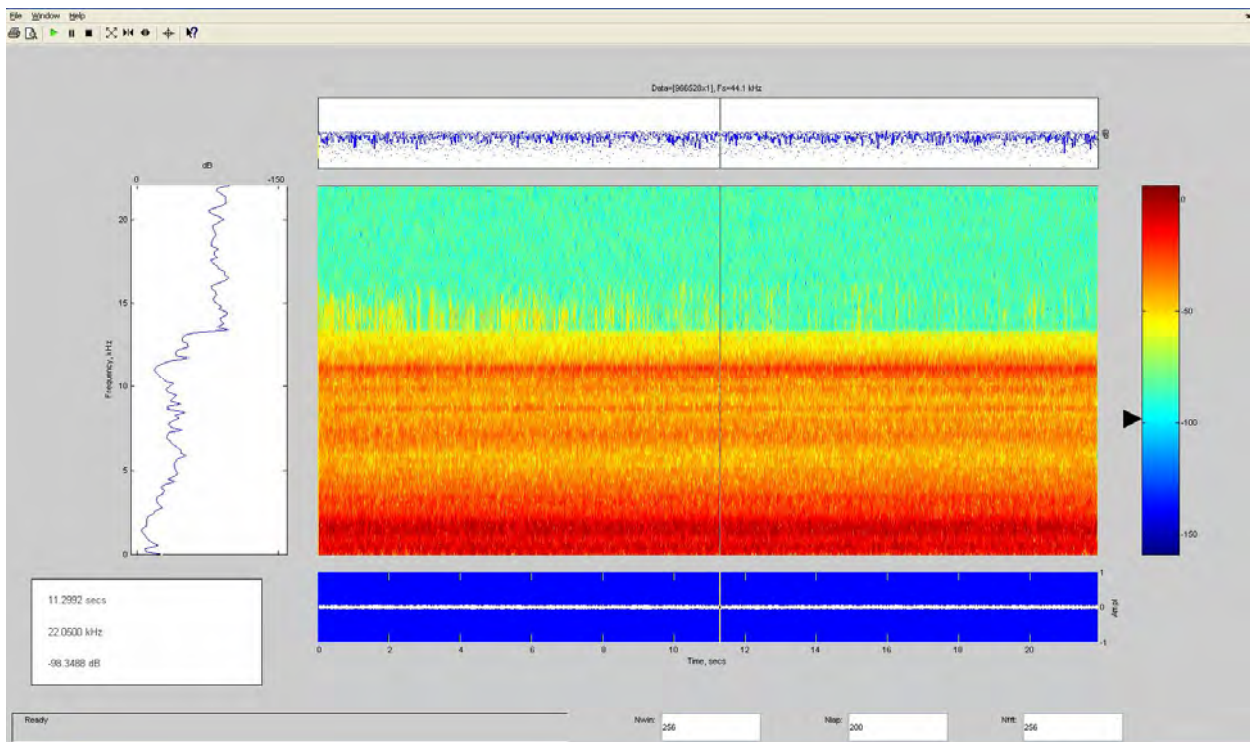 File Window Help
Data=[966528x1], Fs=44.1 kHz
dB
dB
0 -150
20
15
10
5
0
Frequency, kHz
0
-50
-100
-150
1
0
-1
Ampl
0 2 4 6 8 10 12 14 16 18 20
Time, secs
11.2992 secs
22.0500 kHz
-98.3488 dB
Ready
Nwin: 256
Nlap: 200
Nfft: 256